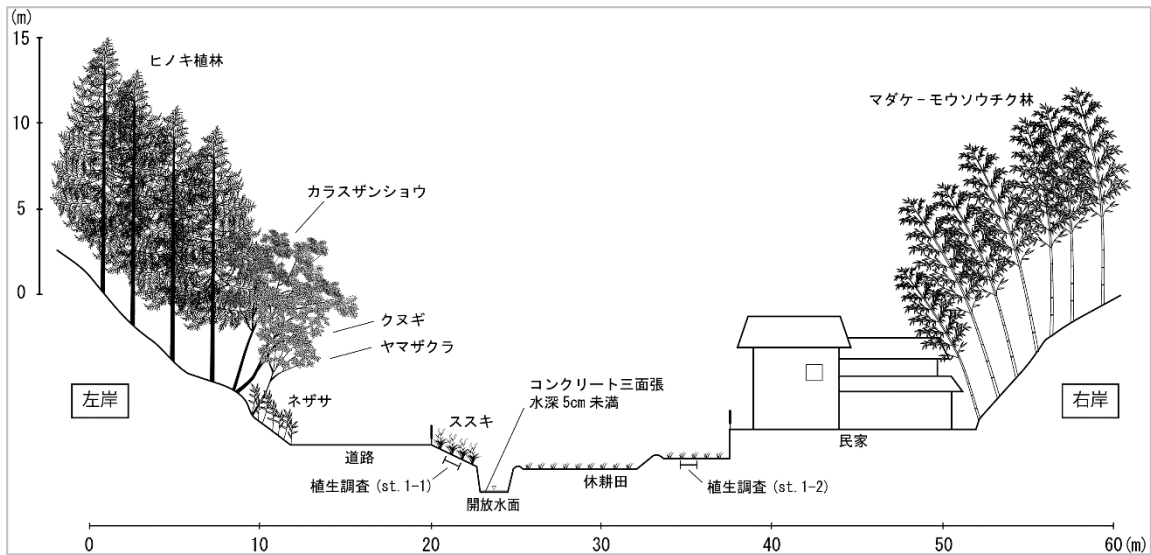 (m)
15
10
5
0
ヒノキ植林
マダケ－モウソウチク林
カラスザンショウ
クヌギ
ヤマザクラ
左岸
ネザサ
ススキ
コンクリート三面張
水深5cm未満
右岸
道路
民家
植生調査 (st.1-1)
休耕田
植生調査 (st.1-2)
開放水面
0 10 20 30 40 50 60 (m)